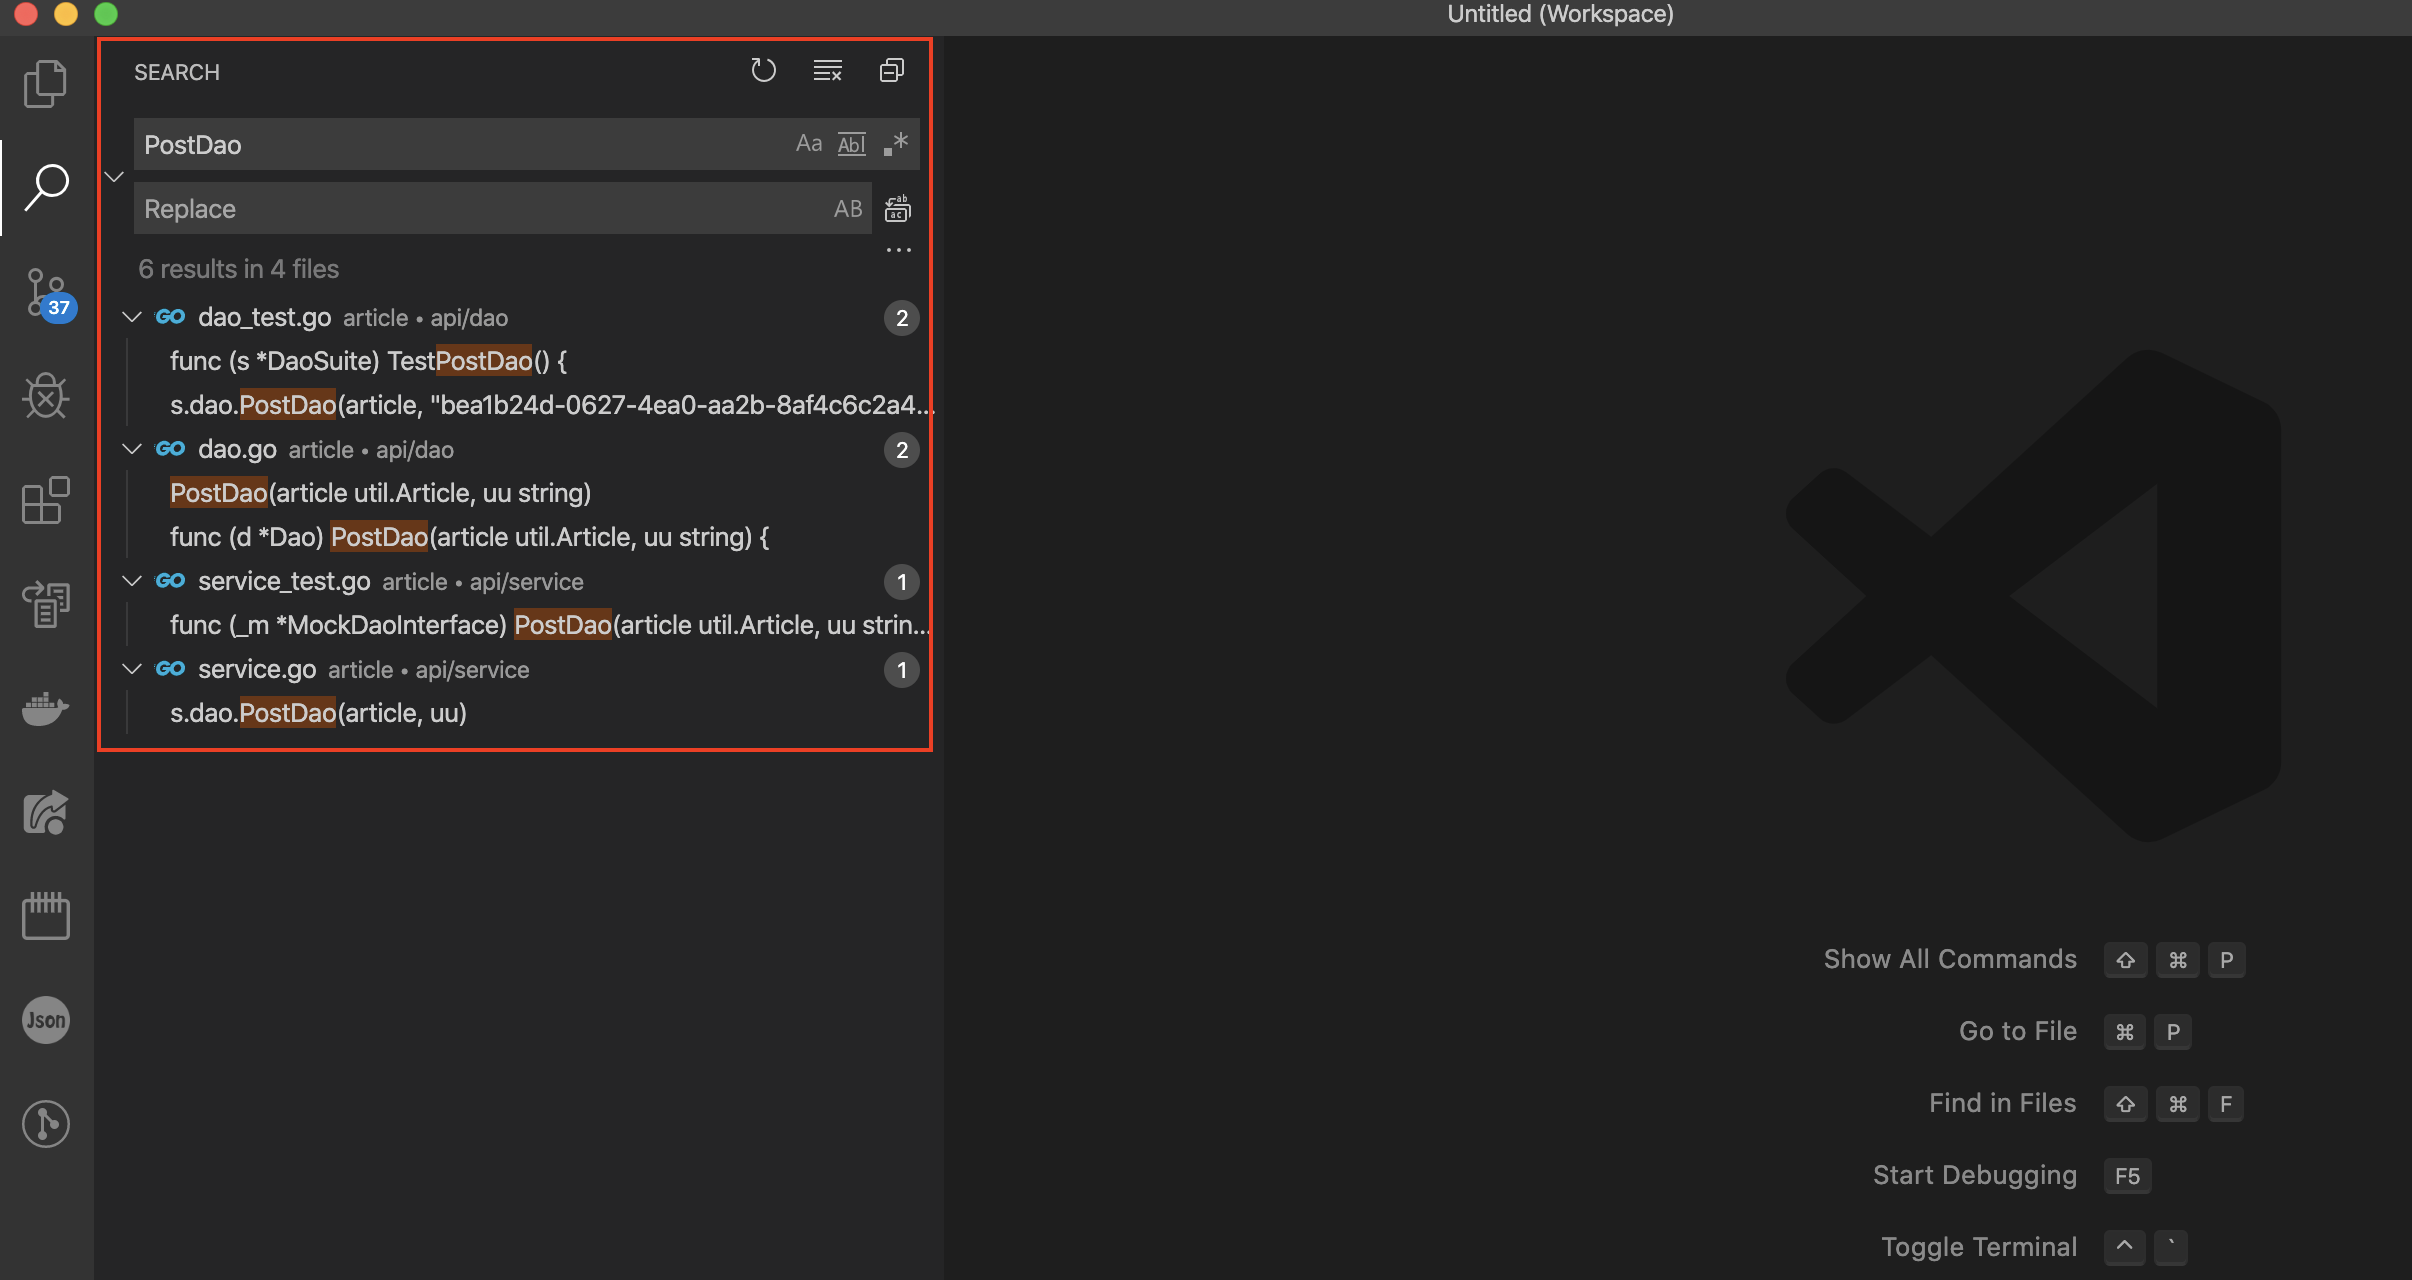 Untitled (Workspace)
SEARCH
PostDao Aa Abl .*
Replace AB
ab
ac
...
6 results in 4 files
GO dao_test.go article • api/dao 2
func (s *DaoSuite) TestPostDao() {
s.dao.PostDao(article, "bea1b24d-0627-4ea0-aa2b-8af4c6c2a4...
GO dao.go article • api/dao 2
PostDao(article util.Article, uu string)
func (d *Dao) PostDao(article util.Article, uu string) {
GO service_test.go article • api/service 1
func (_m *MockDaoInterface) PostDao(article util.Article, uu strin...
GO service.go article • api/service 1
s.dao.PostDao(article, uu)
37
Json
Show All Commands ⇧ ⌘ P
Go to File ⌘ P
Find in Files ⇧ ⌘ F
Start Debugging F5
Toggle Terminal ^ `